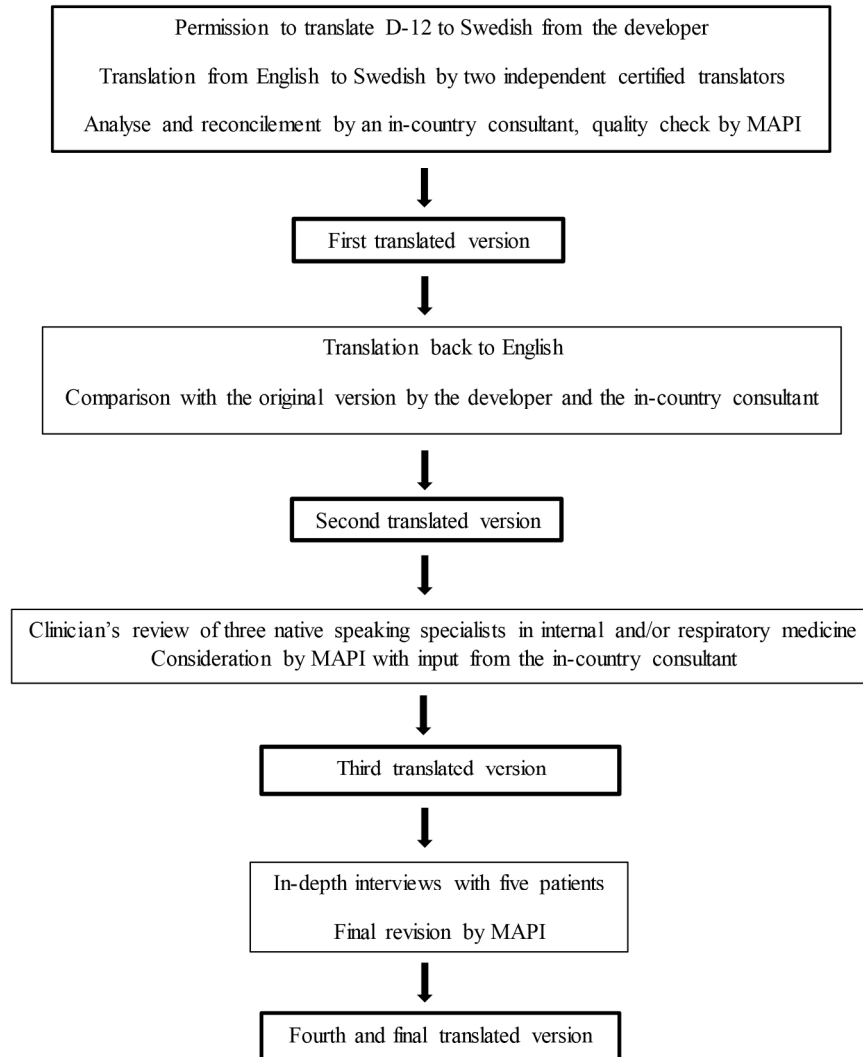 Permission to translate D-12 to Swedish from the developer
Translation from English to Swedish by two independent certified translators
Analyse and reconcilement by an in-country consultant, quality check by MAPI
First translated version
Translation back to English
Comparison with the original version by the developer and the in-country consultant
Second translated version
Clinician's review of three native speaking specialists in internal and/or respiratory medicine
Consideration by MAPI with input from the in-country consultant
Third translated version
In-depth interviews with five patients
Final revision by MAPI
Fourth and final translated version